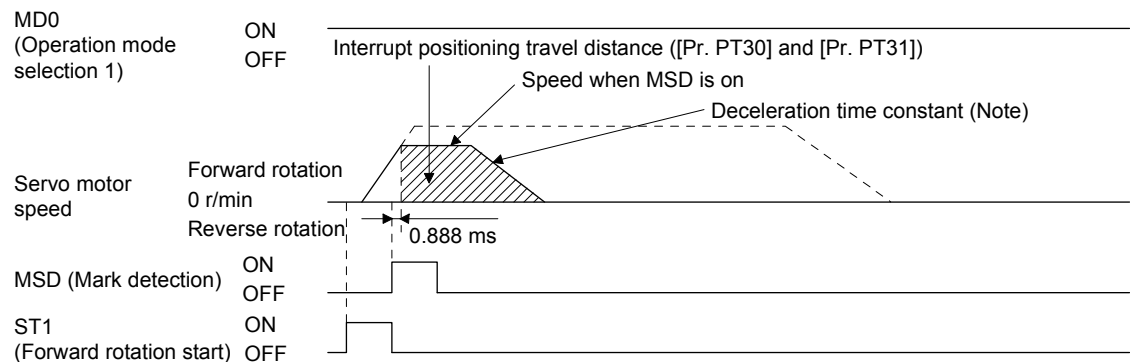 MD0
(Operation mode
selection 1)
ON
OFF
Interrupt positioning travel distance ([Pr. PT30] and [Pr. PT31])
Speed when MSD is on
Deceleration time constant (Note)
Servo motor
speed
Forward rotation
0 r/min
Reverse rotation
0.888 ms
MSD (Mark detection)
ON
OFF
ST1
(Forward rotation start)
ON
OFF